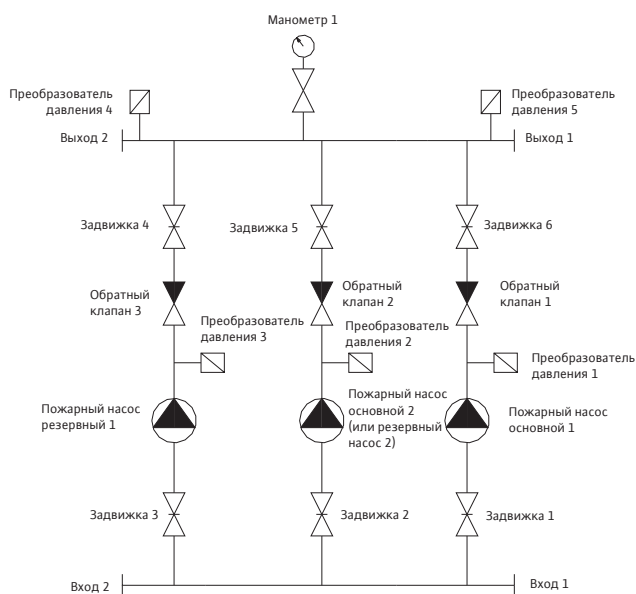 Манометр 1
Преобразователь
давления 4
Преобразователь
давления 5
Выход 2
Выход 1
Задвижка 4
Задвижка 5
Задвижка 6
Обратный
клапан 3
Обратный
клапан 2
Обратный
клапан 1
Преобразователь
давления 3
Преобразователь
давления 2
Преобразователь
давления 1
Пожарный насос
резервный 1
Пожарный насос
основной 2
(или резервный
насос 2)
Пожарный насос
основной 1
Задвижка 3
Задвижка 2
Задвижка 1
Вход 2
Вход 1